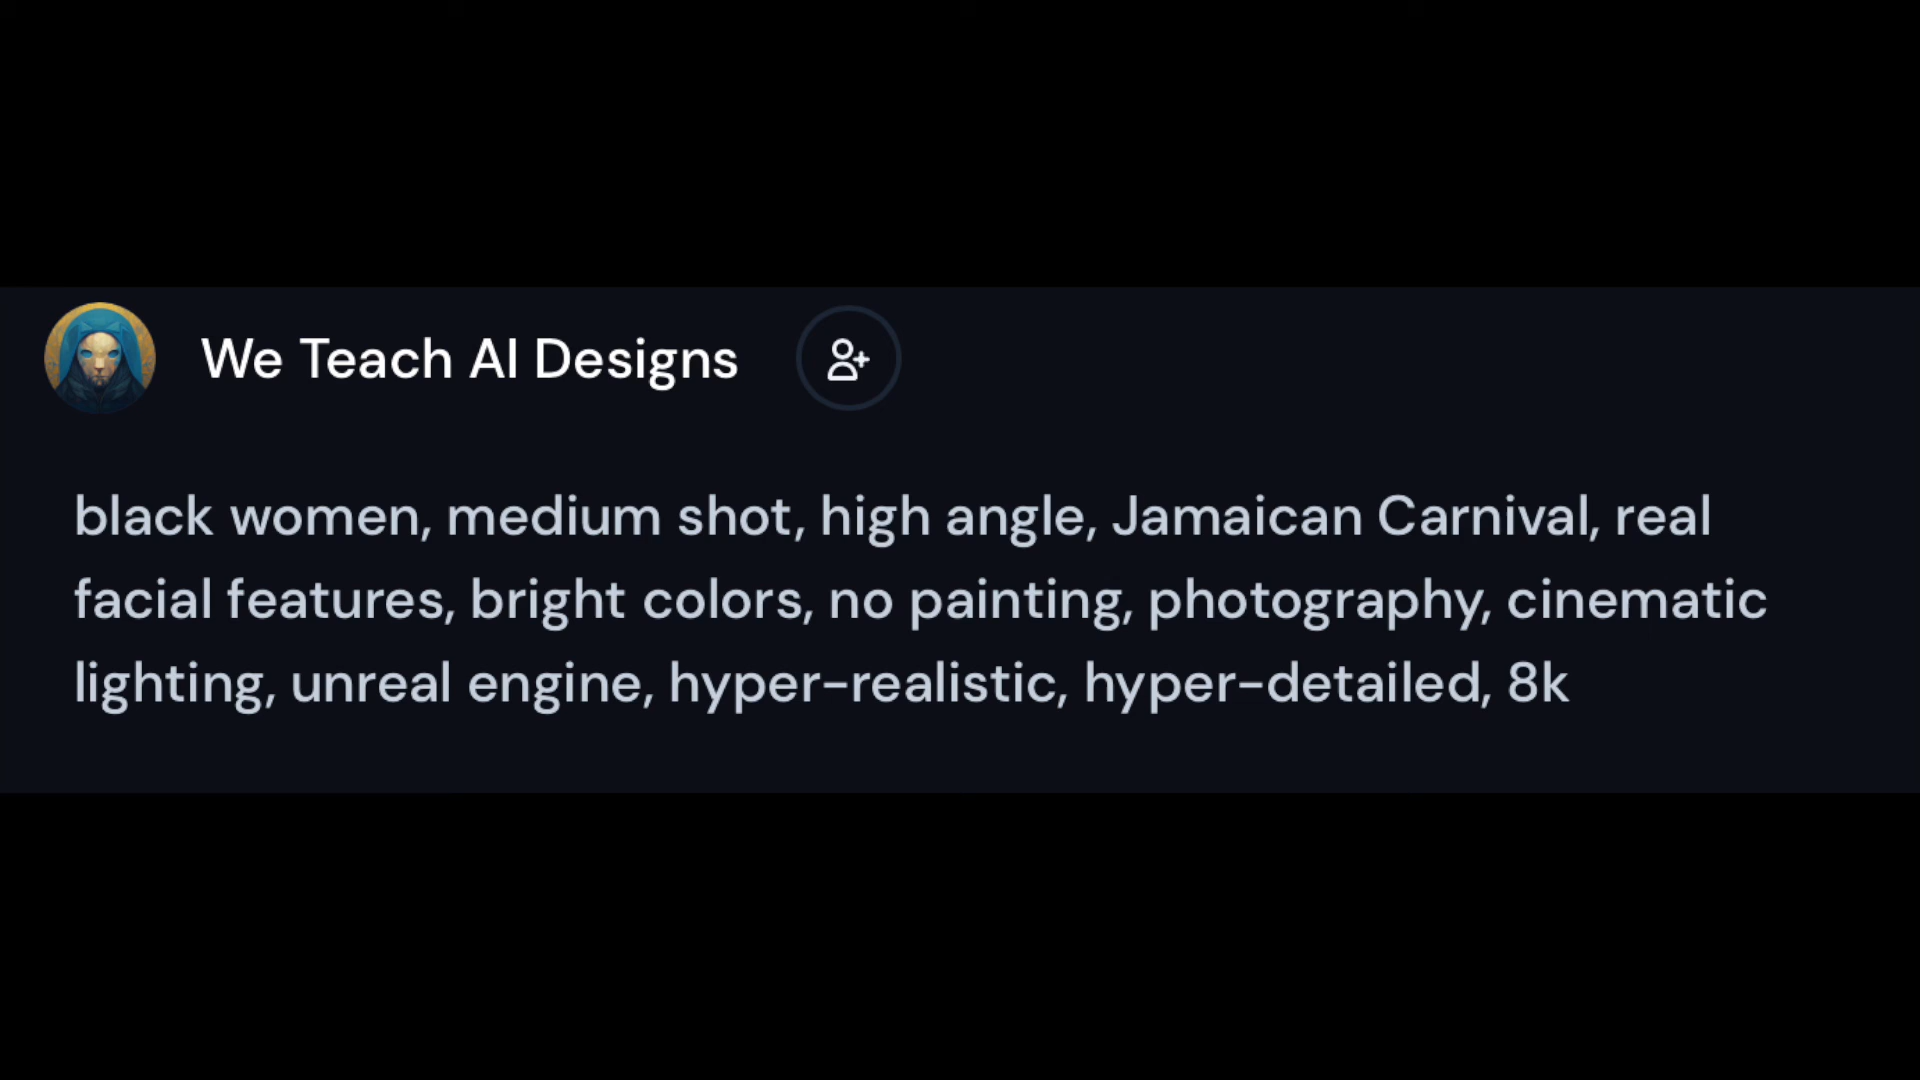 We Teach AI Designs
black women, medium shot, high angle, Jamaican Carnival, real
facial features, bright colors, no painting, photography, cinematic
lighting, unreal engine, hyper-realistic, hyper-detailed, 8k